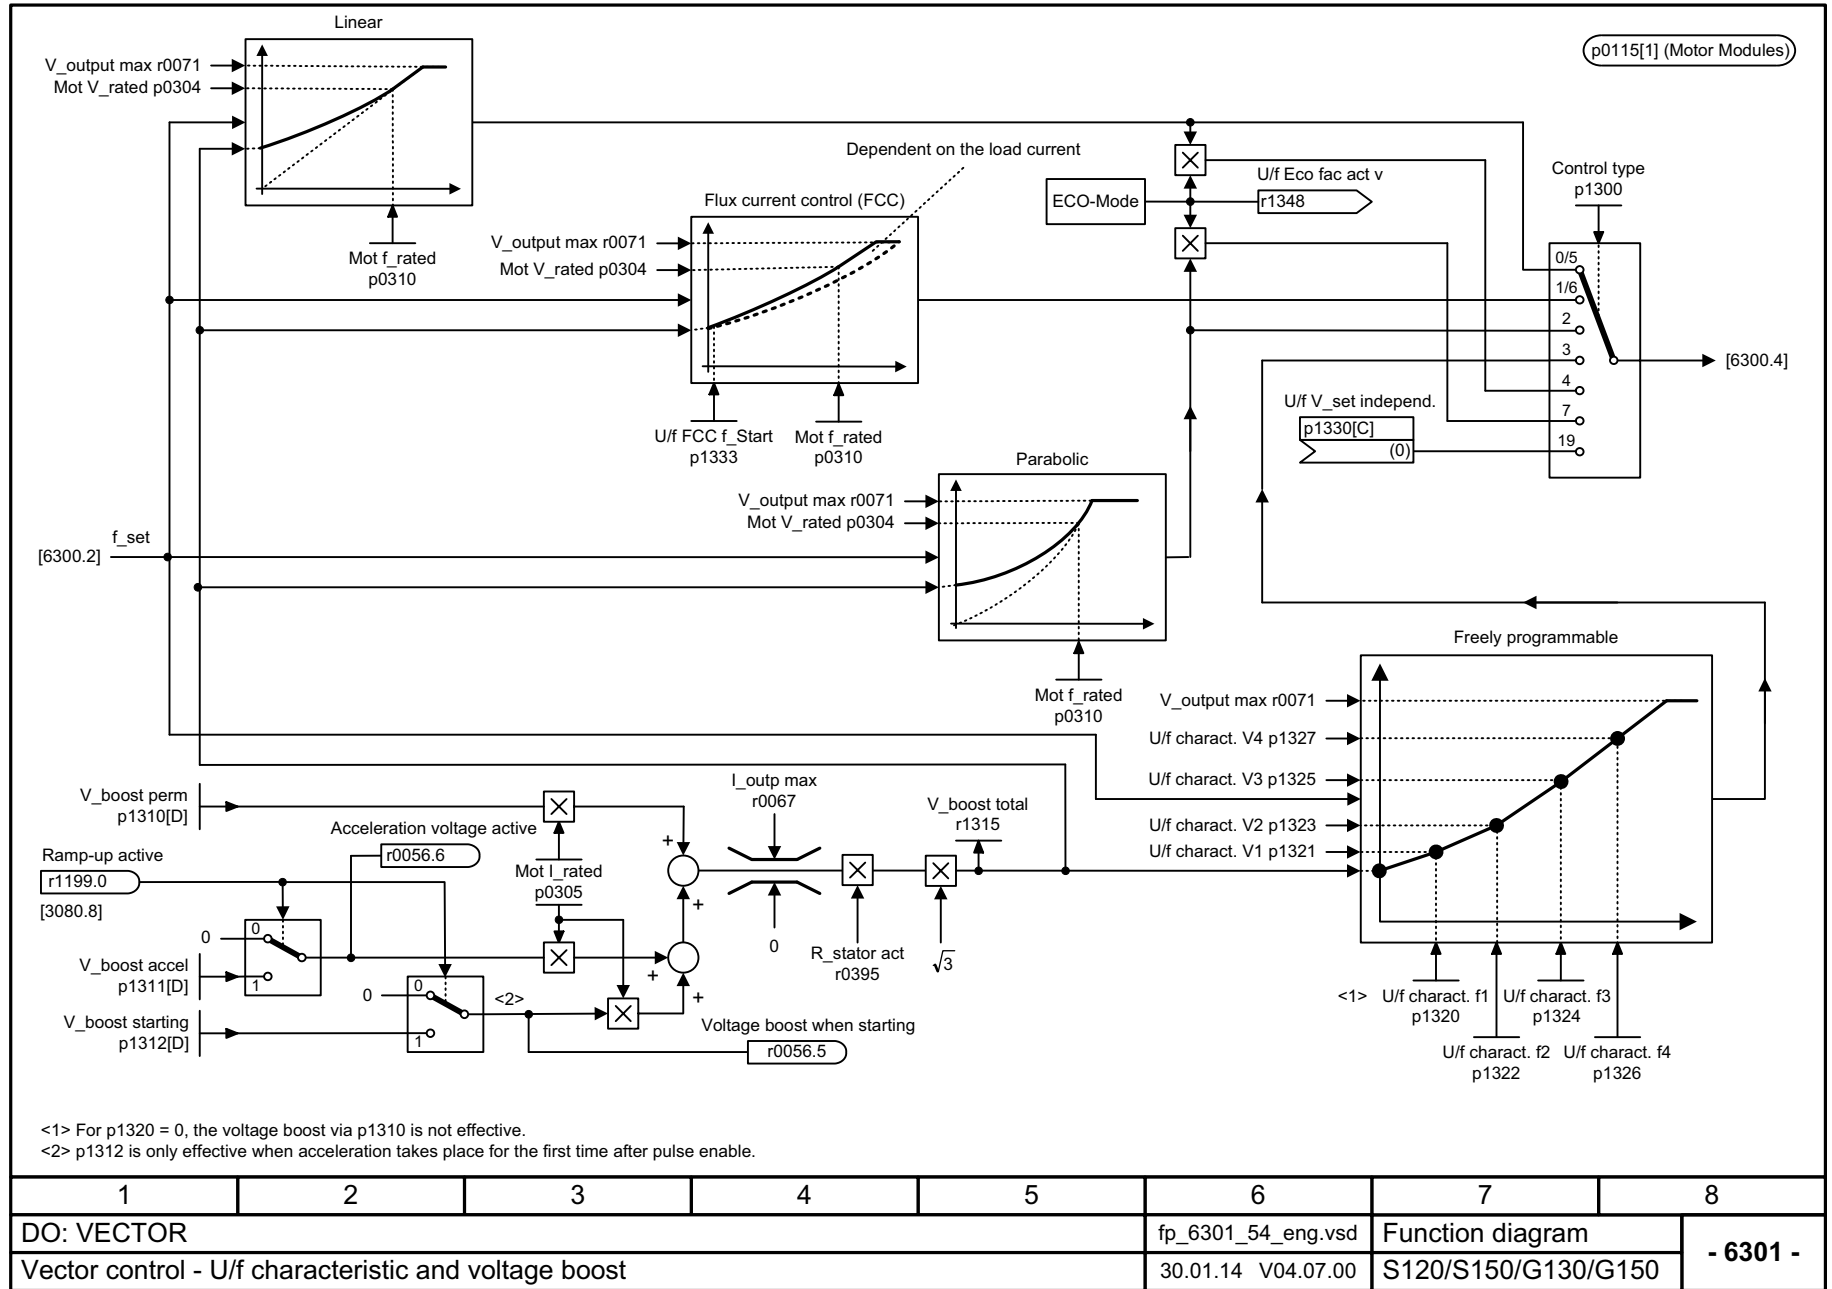 Linear
p0115[1] (Motor Modules)
V_output max r0071
Mot V_rated p0304
Mot f_rated
p0310
Dependent on the load current
Flux current control (FCC)
V_output max r0071
Mot V_rated p0304
U/f FCC f_Start
p1333
Mot f_rated
p0310
ECO-Mode
U/f Eco fac act v
r1348
Control type
p1300
0/5
1/6
2
3
4
7
19
[6300.4]
U/f V_set independ.
p1330[C]
(0)
Parabolic
V_output max r0071
Mot V_rated p0304
Mot f_rated
p0310
f_set
[6300.2]
Freely programmable
V_output max r0071
U/f charact. V4 p1327
U/f charact. V3 p1325
U/f charact. V2 p1323
U/f charact. V1 p1321
<1>
U/f charact. f1
p1320
U/f charact. f3
p1324
U/f charact. f2
p1322
U/f charact. f4
p1326
V_boost perm
p1310[D]
Acceleration voltage active
r0056.6
Ramp-up active
r1199.0
[3080.8]
0
0
1
V_boost accel
p1311[D]
V_boost starting
p1312[D]
0
0
1
<2>
Mot I_rated
p0305
+
+
+
+
I_outp max
r0067
0
R_stator act
r0395
√3
V_boost total
r1315
Voltage boost when starting
r0056.5
<1> For p1320 = 0, the voltage boost via p1310 is not effective.
<2> p1312 is only effective when acceleration takes place for the first time after pulse enable.
1 2 3 4 5 6 7 8
DO: VECTOR
fp_6301_54_eng.vsd
Function diagram
- 6301 -
Vector control - U/f characteristic and voltage boost
30.01.14 V04.07.00
S120/S150/G130/G150